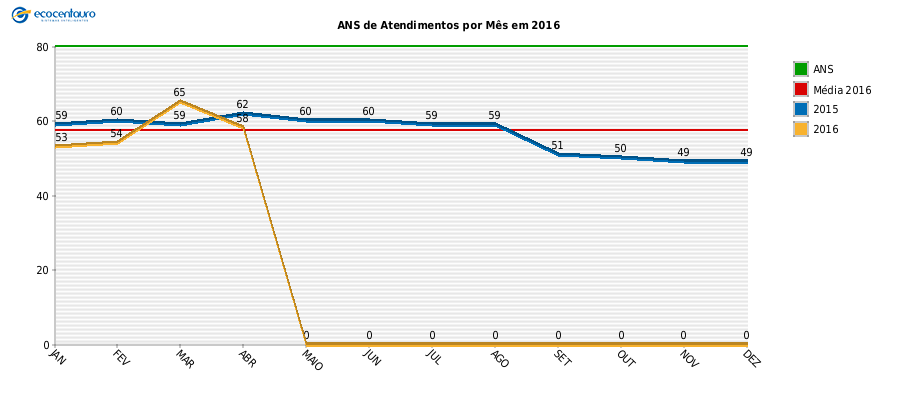 ecocentauro
ANS de Atendimentos por Mês em 2016
80
60
40
20
0
59 60 59 62 60 60 59 59 51 50 49 49
53 54 65 58 0 0 0 0 0 0 0 0
JAN FEV MAR ABR MAIO JUN JUL AGO SET OUT NOV DEZ
ANS
Média 2016
2015
2016